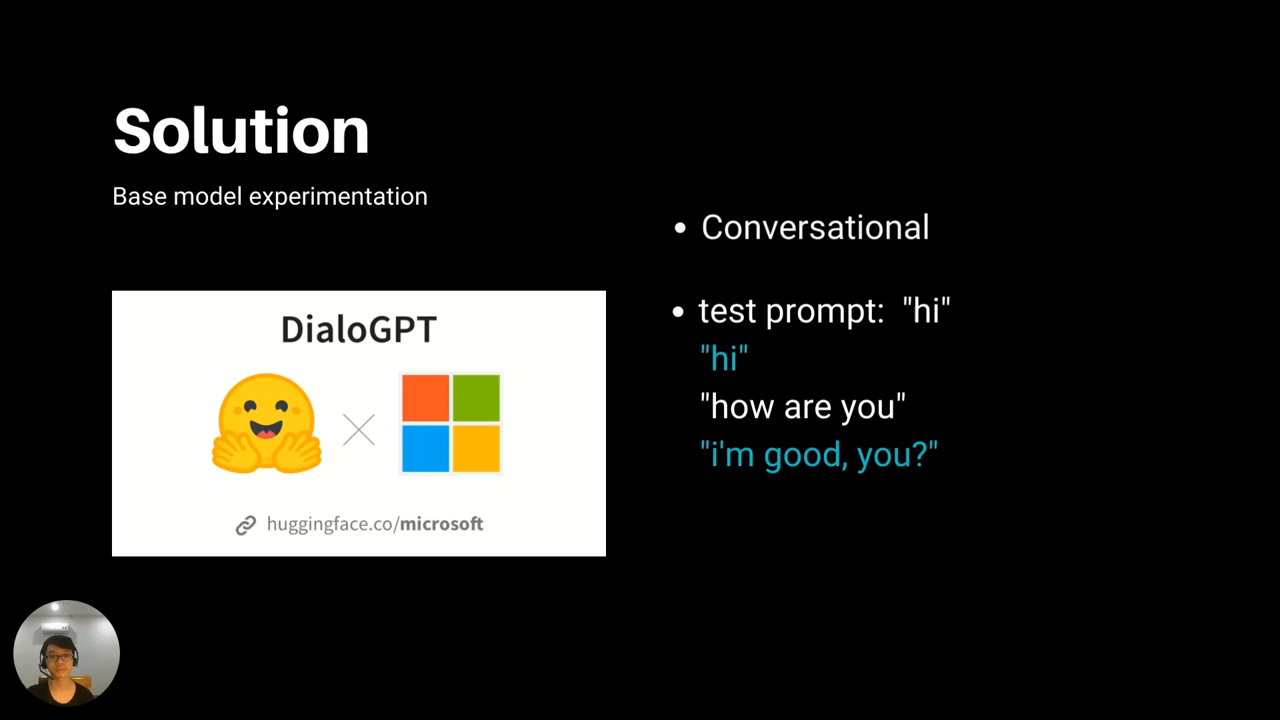 Solution
Base model experimentation
DialoGPT
huggingface.co/microsoft
• Conversational
• test prompt:  "hi"
"hi"
"how are you"
"i'm good, you?"